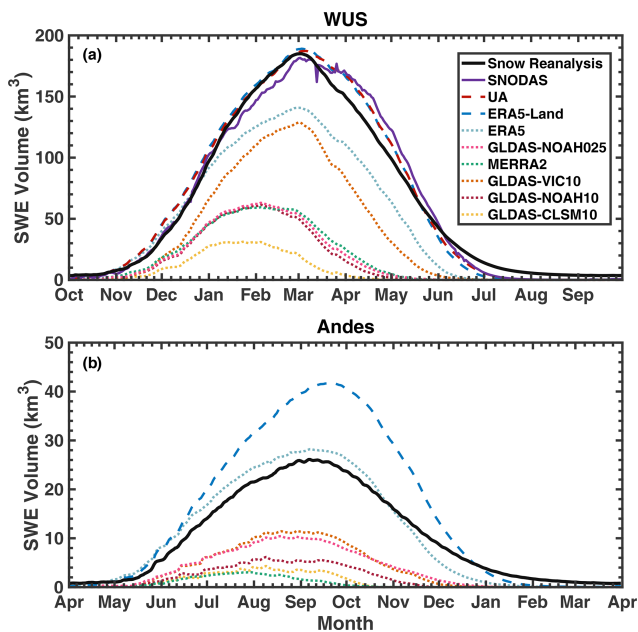 WUS
(a)
200
150
100
50
0
SWE Volume (km3)
Snow Reanalysis
SNODAS
UA
ERA5-Land
ERA5
GLDAS-NOAH025
MERRA2
GLDAS-VIC10
GLDAS-NOAH10
GLDAS-CLSM10
Oct Nov Dec Jan Feb Mar Apr May Jun Jul Aug Sep
Andes
(b)
50
40
30
20
10
0
SWE Volume (km3)
Apr May Jun Jul Aug Sep Oct Nov Dec Jan Feb Mar Apr
Month